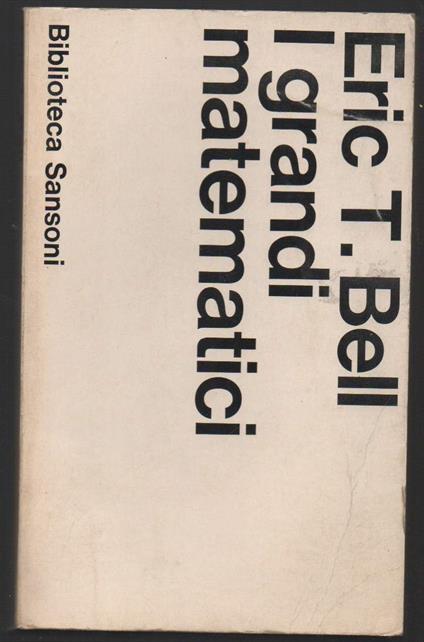 Eric T. Bell
I grandi
matematici
Biblioteca Sansoni